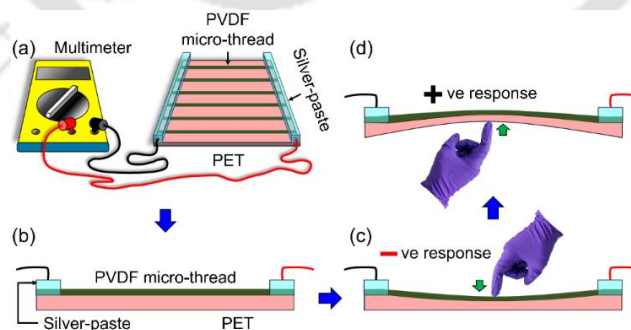 (a)
Multimeter
PVDF
micro-thread
Silver-paste
PET
(b)
PVDF micro-thread
Silver-paste
PET
(d)
+ ve response
(c)
- ve response